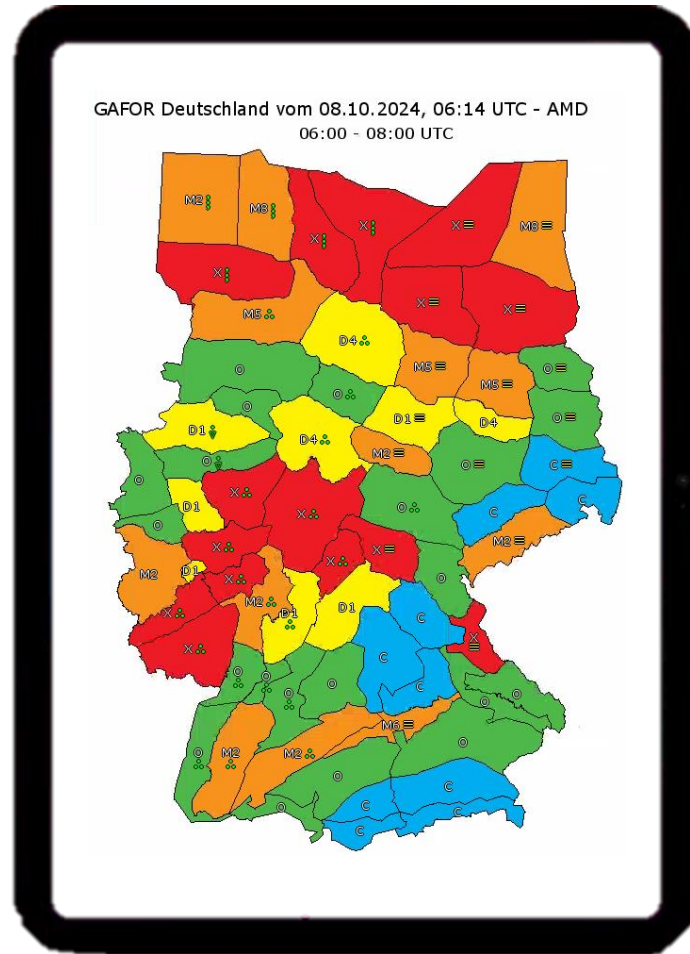 GAFOR Deutschland vom 08.10.2024, 06:14 UTC - AMD
06:00 - 08:00 UTC
M2
M8
X
X
X
M8
X
X
X
M5
D4
M5
M5
O
O
O
O
D1
D4
D1
D4
O
M2
O
O
C
O
D1
X
X
O
C
C
O
X
X
X
M2
M2
D1
X
M2
D1
D1
O
X
C
X
X
C
C
O
O
O
O
O
O
M6
O
M2
M2
O
O
O
C
C
C
C